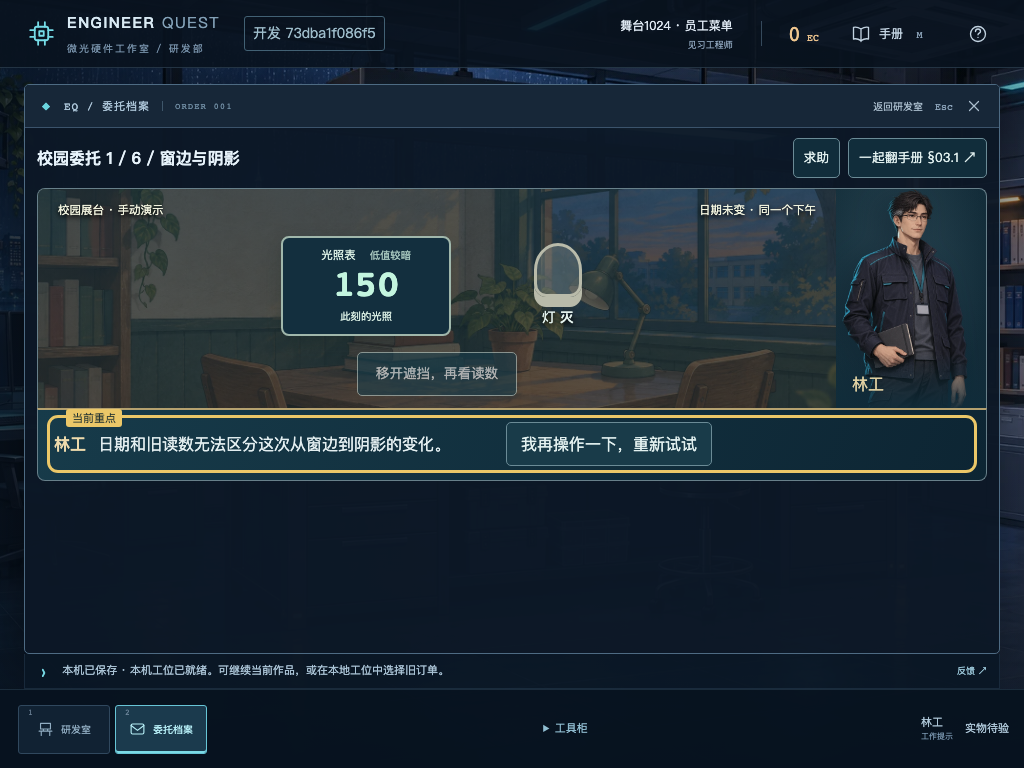 ENGINEER QUEST
微光硬件工作室 / 研发部
开发 73dba1f086f5
舞台1024 · 员工菜单
见习工程师
0 EC
手册 M
EQ / 委托档案 | ORDER 001
返回研发室 Esc
校园委托 1 / 6 / 窗边与阴影
求助
一起翻手册 §03.1 ↗
校园展台 · 手动演示
日期未变 · 同一个下午
光照表 低值较暗
150
此刻的光照
灯 灭
移开遮挡，再看读数
林工
当前重点
林工 日期和旧读数无法区分这次从窗边到阴影的变化。
我再操作一下，重新试试
本机已保存 · 本机工位已就绪。可继续当前作品，或在本地工位中选择旧订单。
反馈 ↗
1 研发室
2 委托档案
工具柜
林工
工作提示
实物待验